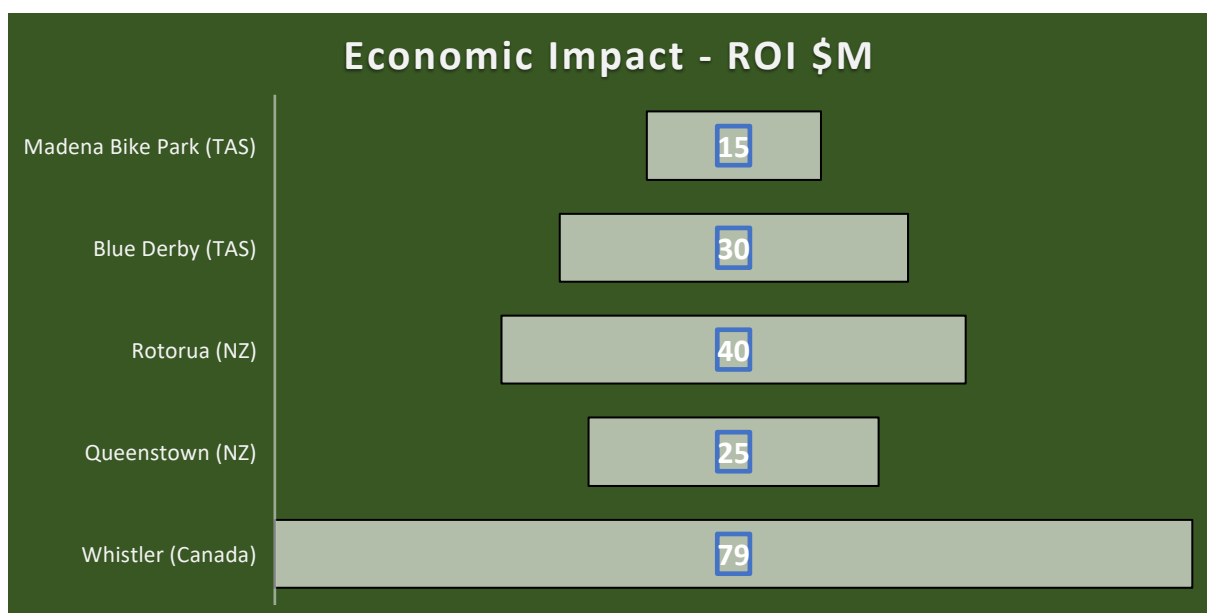 Economic Impact - ROI $M
Madena Bike Park (TAS)
15
Blue Derby (TAS)
30
Rotorua (NZ)
40
Queenstown (NZ)
25
Whistler (Canada)
79